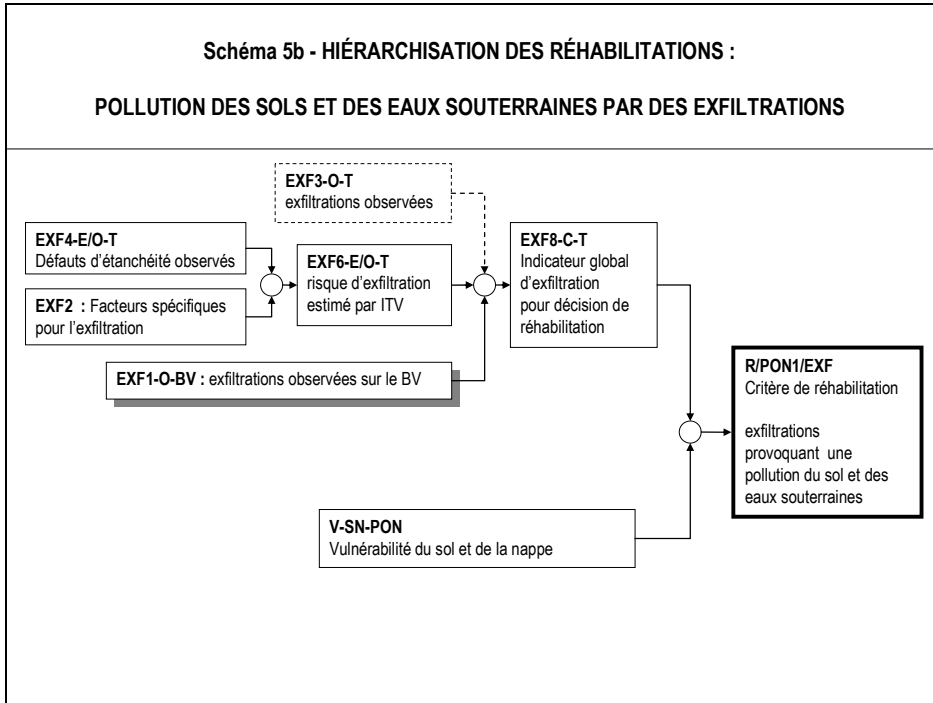 Schéma 5b - HIÉRARCHISATION DES RÉHABILITATIONS :
POLLUTION DES SOLS ET DES EAUX SOUTERRAINES PAR DES EXFILTRATIONS
EXF3-O-T
exfiltrations observées
EXF4-E/O-T
Défauts d'étanchéité observés
EXF2 : Facteurs spécifiques
pour l'exfiltration
EXF6-E/O-T
risque d'exfiltration
estimé par ITV
EXF8-C-T
Indicateur global
d'exfiltration
pour décision de
réhabilitation
EXF1-O-BV : exfiltrations observées sur le BV
R/PON1/EXF
Critère de réhabilitation
exfiltrations
provoquant une
pollution du sol et des
eaux souterraines
V-SN-PON
Vulnérabilité du sol et de la nappe